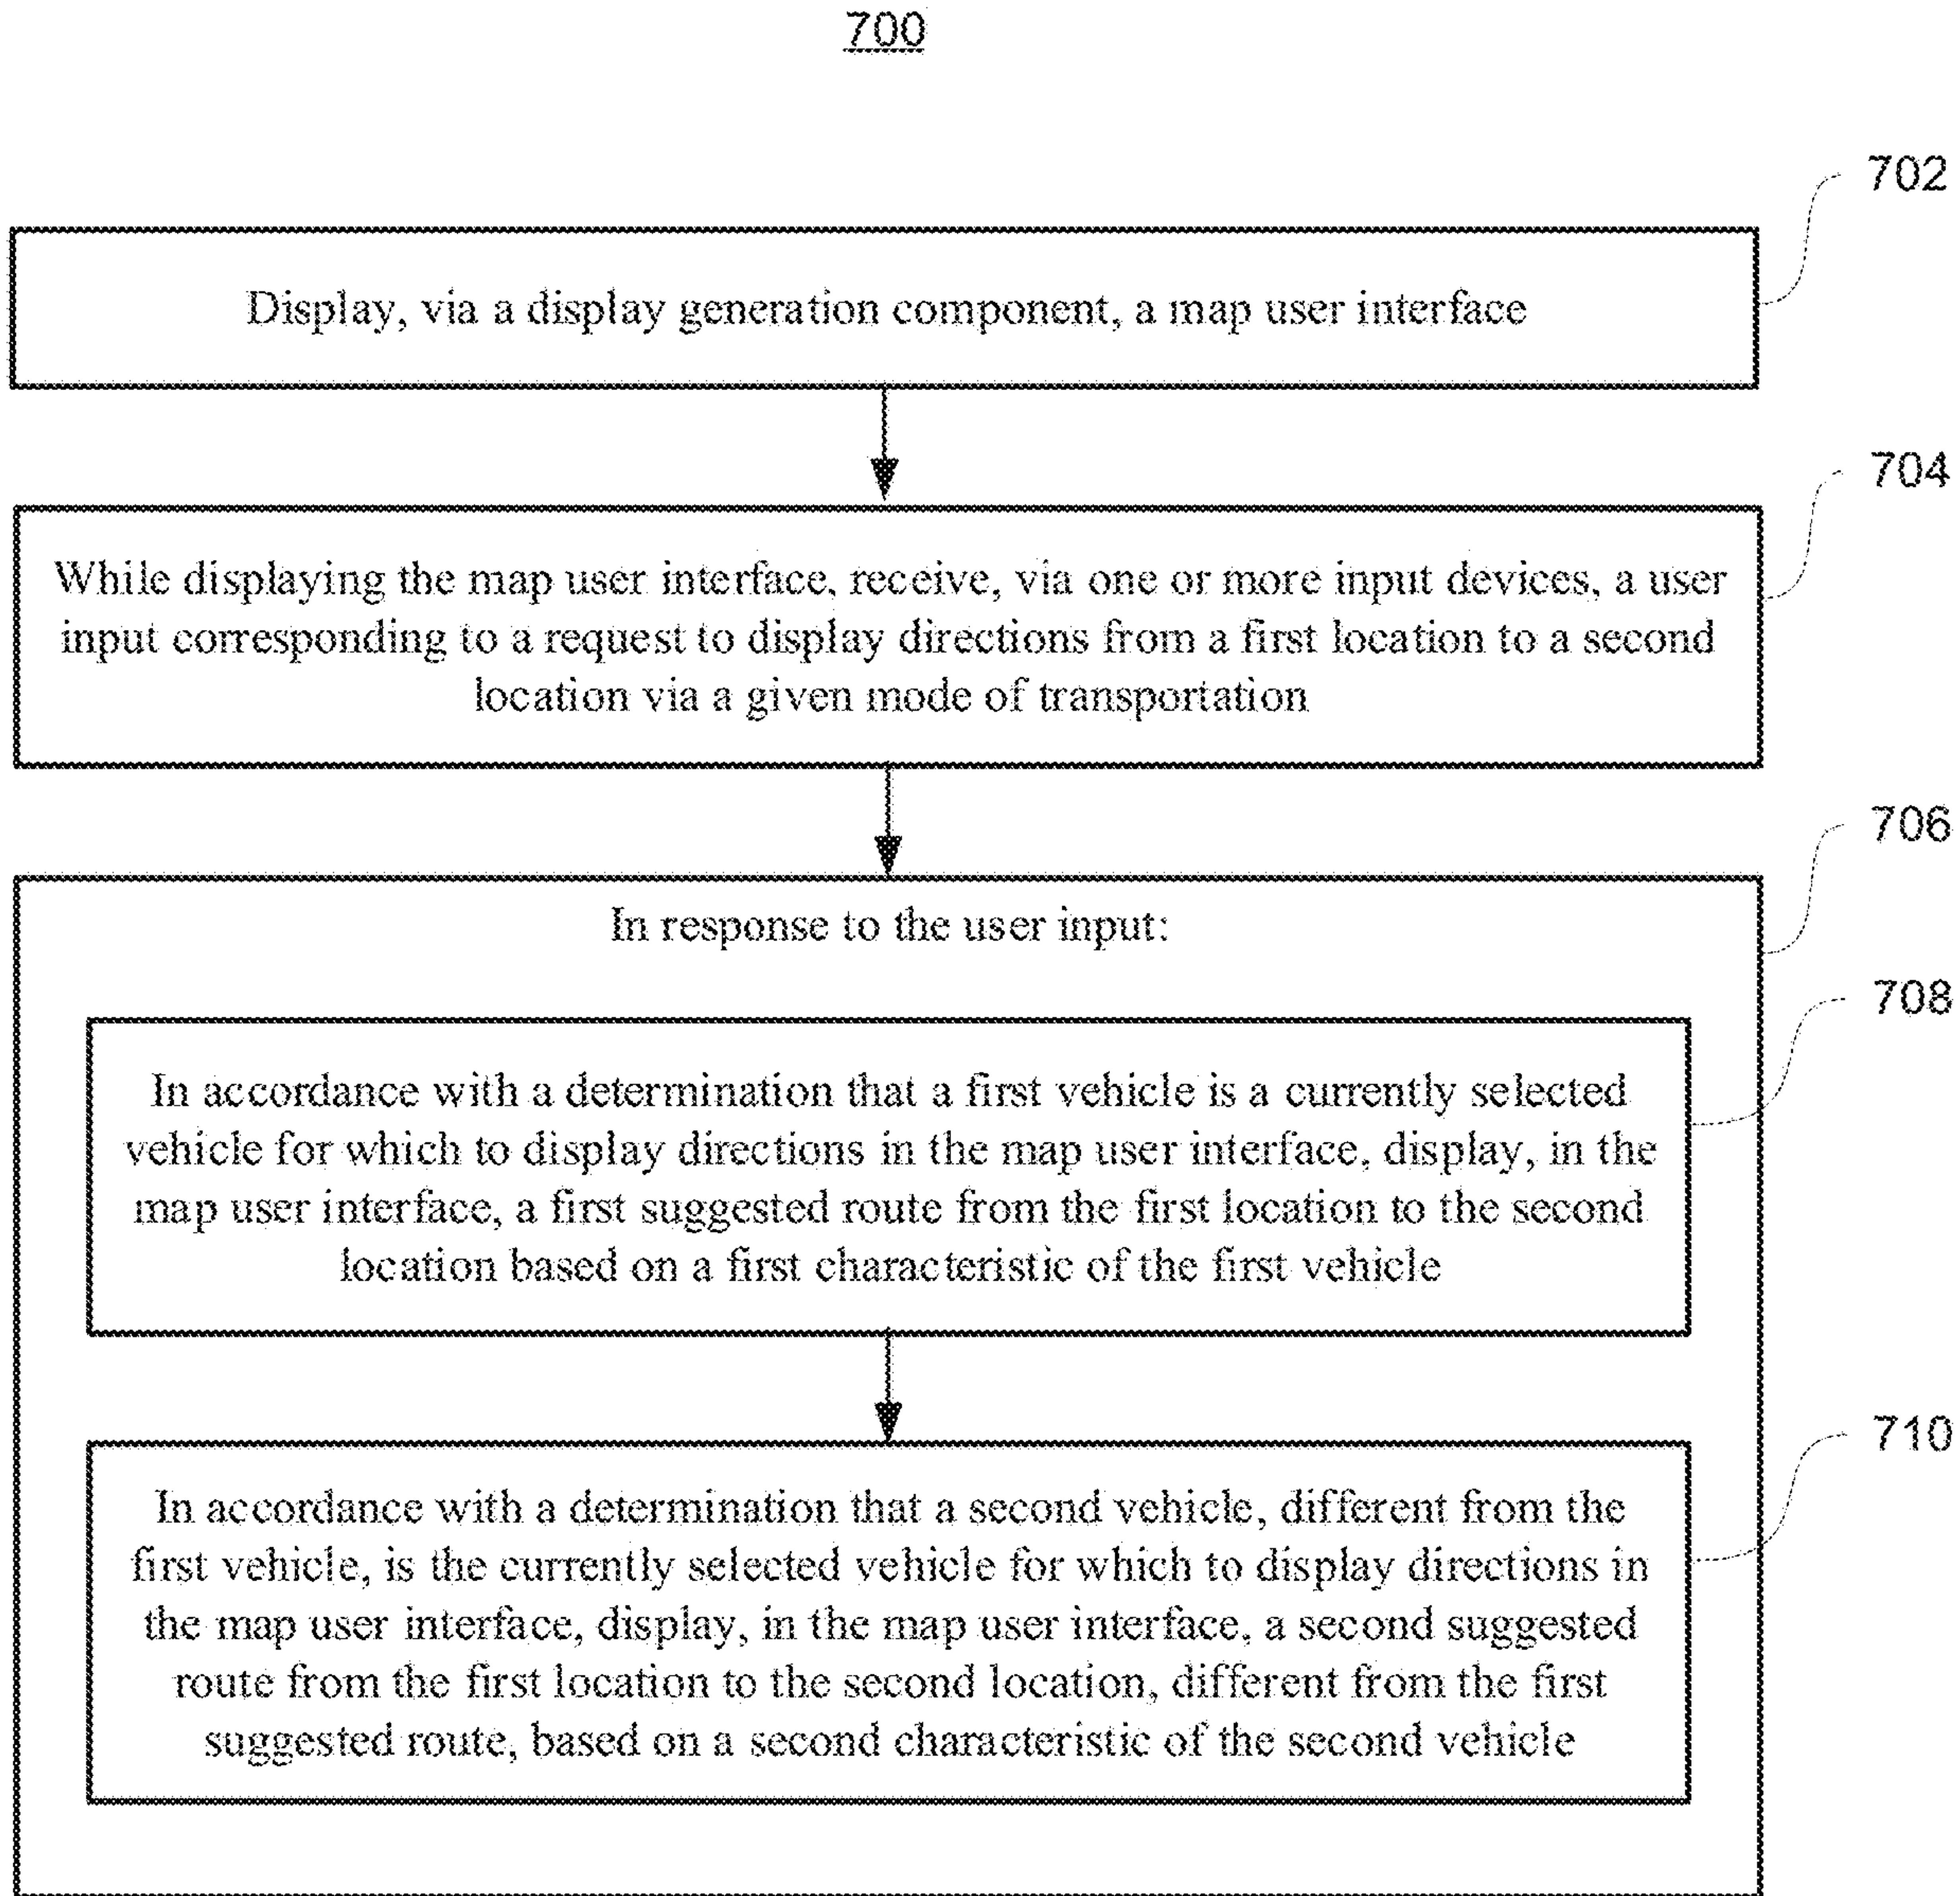 700
702
Display, via a display generation component, a map user interface
704
While displaying the map user interface, receive, via one or more input devices, a user
input corresponding to a request to display directions from a first location to a second
location via a given mode of transportation
706
In response to the user input:
708
In accordance with a determination that a first vehicle is a currently selected
vehicle for which to display directions in the map user interface, display, in the
map user interface, a first suggested route from the first location to the second
location based on a first characteristic of the first vehicle
710
In accordance with a determination that a second vehicle, different from the
first vehicle, is the currently selected vehicle for which to display directions in
the map user interface, display, in the map user interface, a second suggested
route from the first location to the second location, different from the first
suggested route, based on a second characteristic of the second vehicle